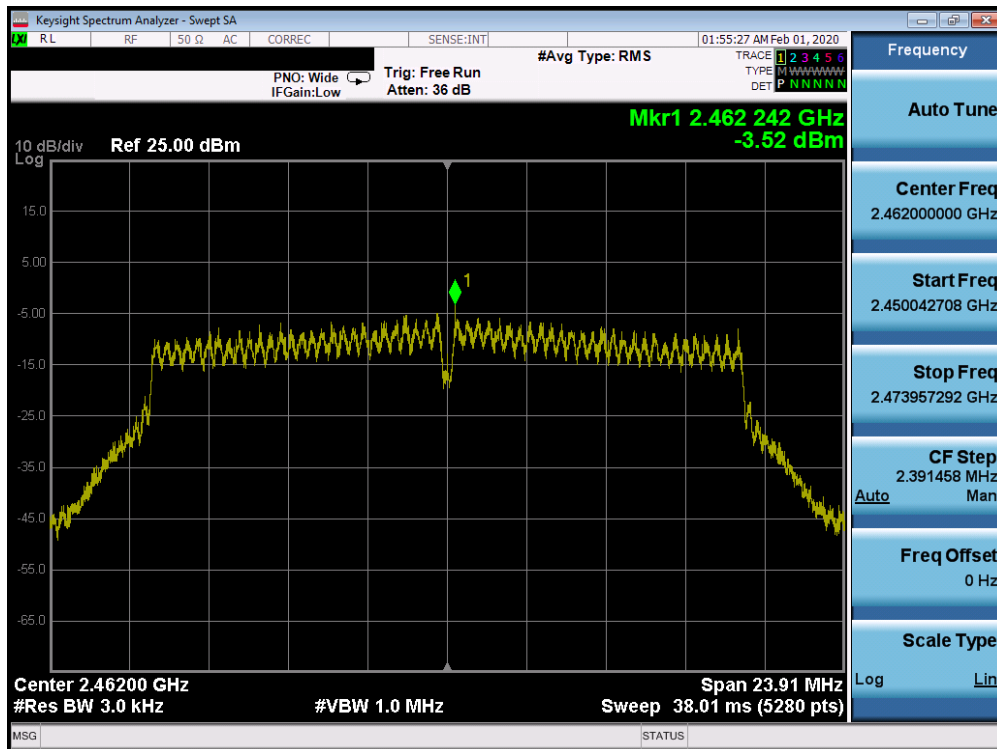 Keysight Spectrum Analyzer - Swept SA
LXI RL RF 50 Ω AC CORREC SENSE:INT 01:55:27 AM Feb 01, 2020
#Avg Type: RMS
TRACE 1 2 3 4 5 6
PNO: Wide Trig: Free Run
TYPE M WWWWW
IFGain:Low Atten: 36 dB
DET P N N N N N
Mkr1 2.462 242 GHz
-3.52 dBm
10 dB/div Ref 25.00 dBm
Log
15.0
5.00
1
-5.00
-15.0
-25.0
-35.0
-45.0
-55.0
-65.0
Center 2.46200 GHz Span 23.91 MHz
#Res BW 3.0 kHz #VBW 1.0 MHz Sweep 38.01 ms (5280 pts)
MSG STATUS
Frequency
Auto Tune
Center Freq
2.462000000 GHz
Start Freq
2.450042708 GHz
Stop Freq
2.473957292 GHz
CF Step
2.391458 MHz
Auto Man
Freq Offset
0 Hz
Scale Type
Log Lin